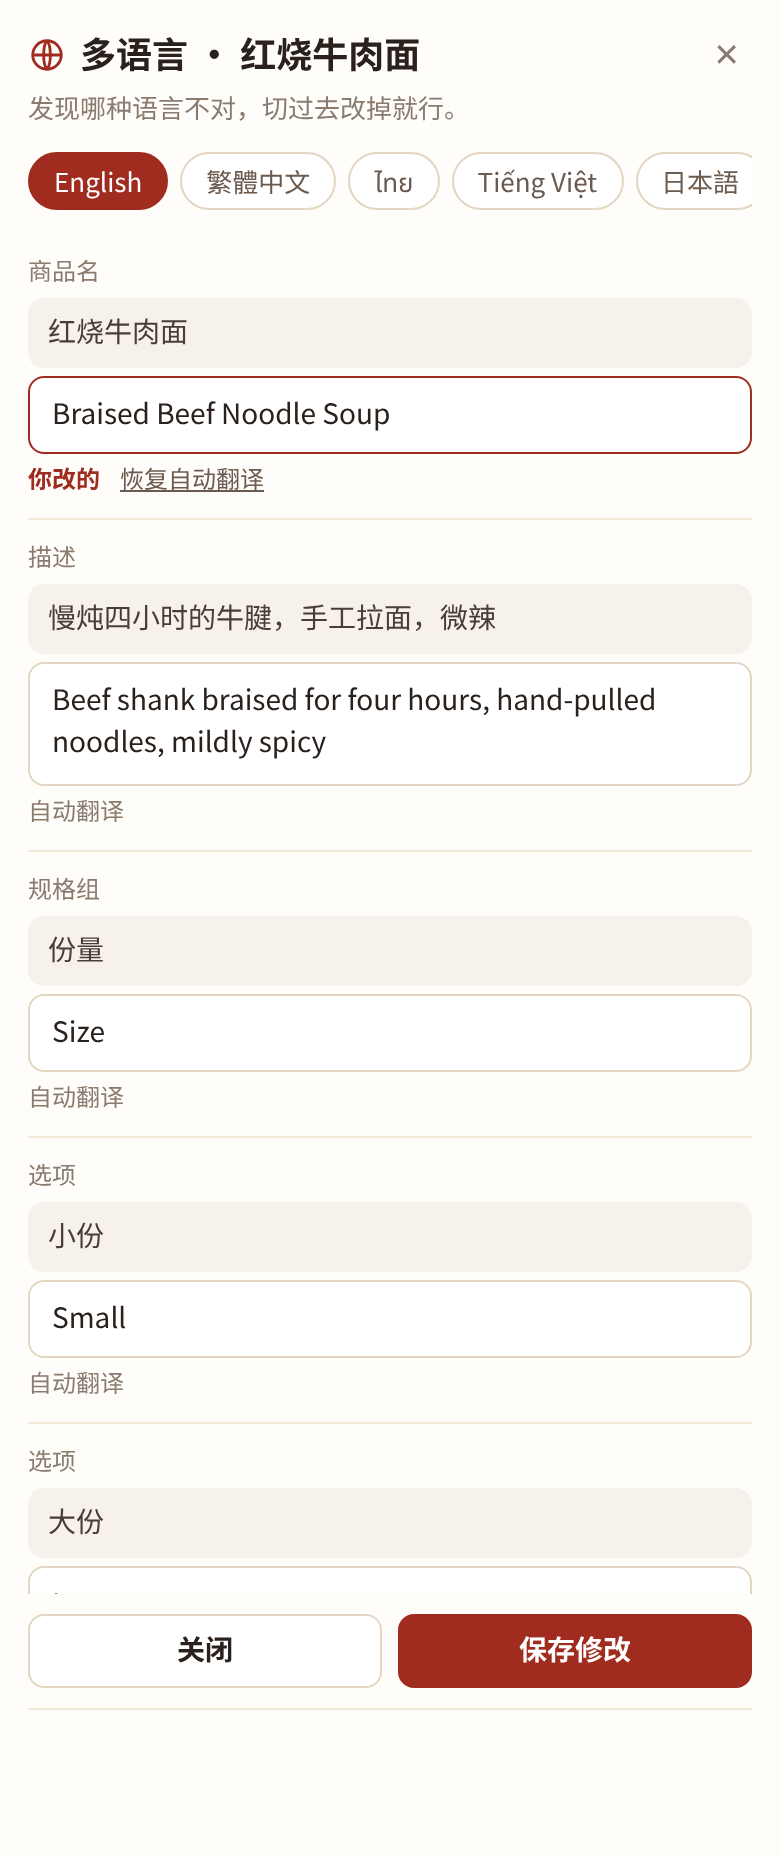 多语言 · 红烧牛肉面
×
发现哪种语言不对，切过去改掉就行。
English 繁體中文 ไทย Tiếng Việt 日本語
商品名
红烧牛肉面
Braised Beef Noodle Soup
你改的 恢复自动翻译
描述
慢炖四小时的牛腱，手工拉面，微辣
Beef shank braised for four hours, hand-pulled
noodles, mildly spicy
自动翻译
规格组
份量
Size
自动翻译
选项
小份
Small
自动翻译
选项
大份
关闭 保存修改